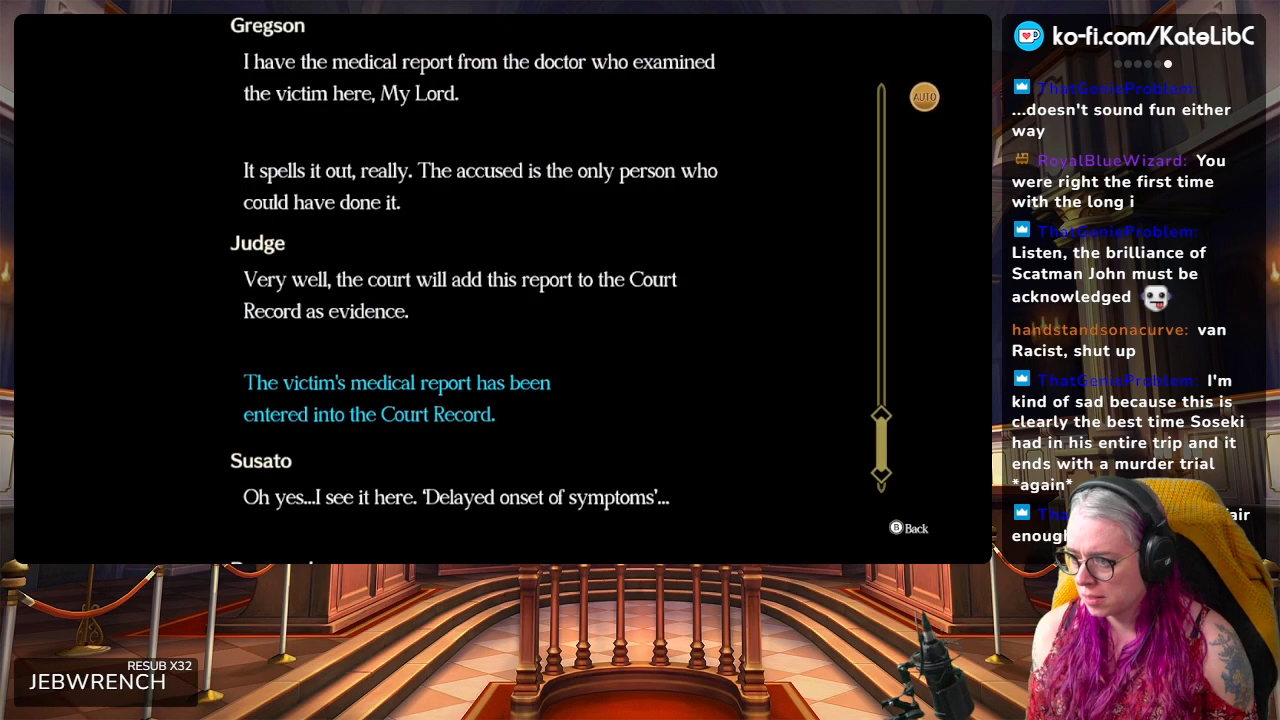 Gregson
I have the medical report from the doctor who examined
the victim here, My Lord.
It spells it out, really. The accused is the only person who
could have done it.
Judge
Very well, the court will add this report to the Court
Record as evidence.
The victim's medical report has been
entered into the Court Record.
Susato
Oh yes...I see it here. 'Delayed onset of symptoms'...
AUTO
B Back
RESUB X32
JEBWRENCH
ko-fi.com/KateLibC
ThatGenieProblem:
...doesn't sound fun either
way
RoyalBlueWizard: You
were right the first time
with the long i
ThatGenieProblem:
Listen, the brilliance of
Scatman John must be
acknowledged
handstandsonacurve: van
Racist, shut up
ThatGenieProblem: I'm
kind of sad because this is
clearly the best time Soseki
had in his entire trip and it
ends with a murder trial
*again*